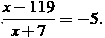 . x − 119 / x + 7 = −5.